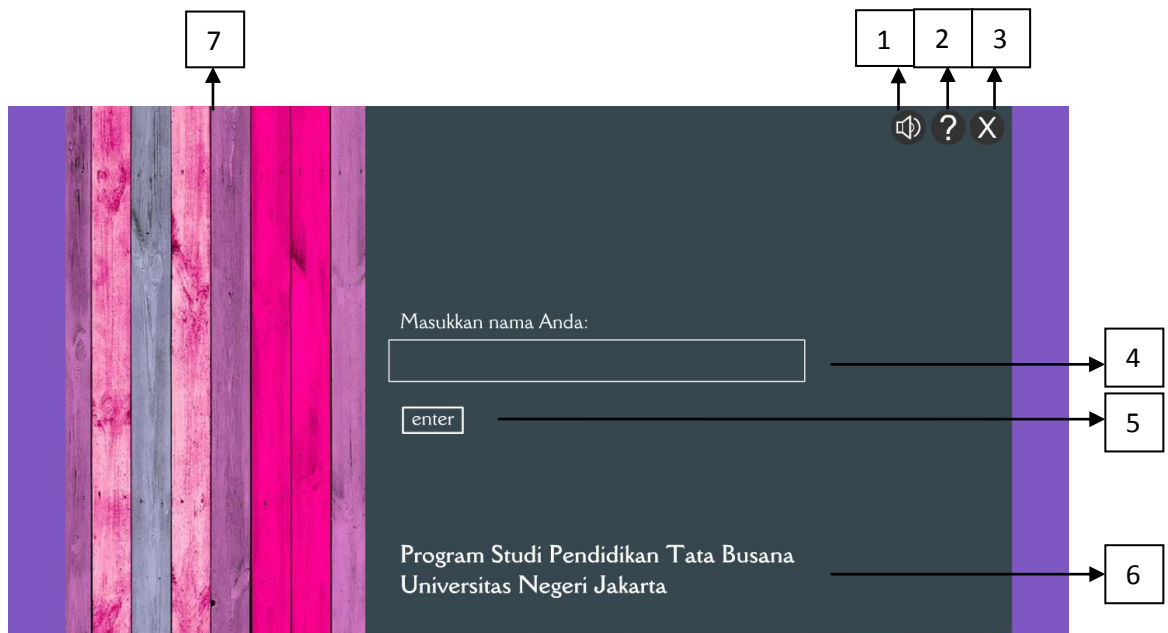 7
1 2 3
? X
Masukkan nama Anda:
4
enter
5
Program Studi Pendidikan Tata Busana
Universitas Negeri Jakarta
6